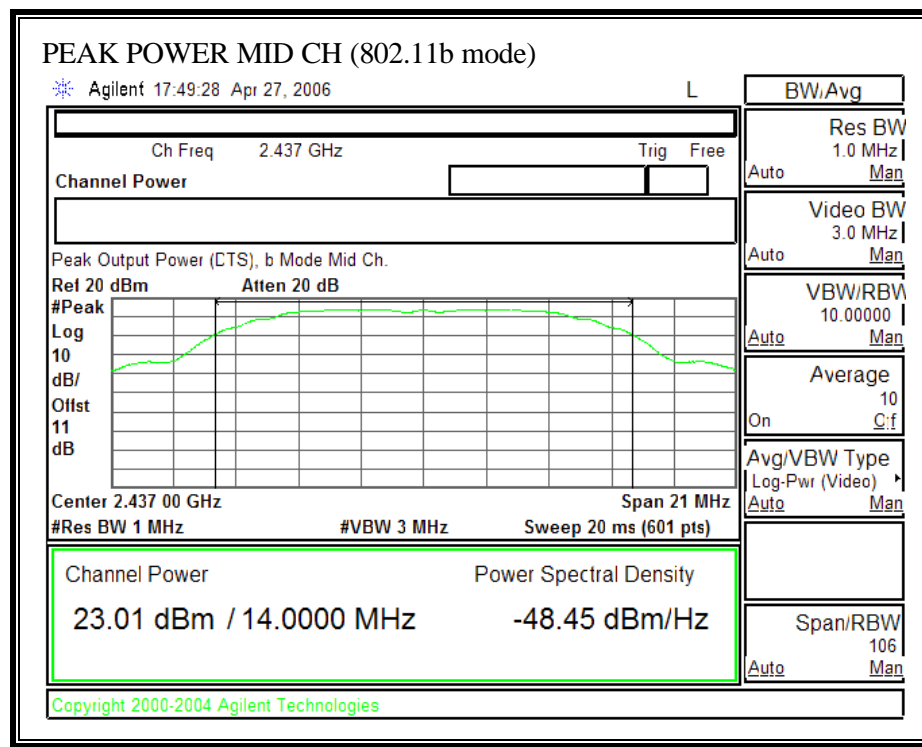 PEAK POWER MID CH (802.11b mode)
Agilent 17:49:28 Apr 27, 2006 L
Ch Freq 2.437 GHz Trig Free
Channel Power
Peak Output Power (DTS), b Mode Mid Ch.
Ref 20 dBm Atten 20 dB
#Peak
Log
10
dB/
Offst
11
dB
Center 2.437 00 GHz Span 21 MHz
#Res BW 1 MHz #VBW 3 MHz Sweep 20 ms (601 pts)
Channel Power Power Spectral Density
23.01 dBm / 14.0000 MHz -48.45 dBm/Hz
Copyright 2000-2004 Agilent Technologies
BW/Avg
Res BW
1.0 MHz
Auto Man
Video BW
3.0 MHz
Auto Man
VBW/RBW
10.00000
Auto Man
Average
10
On Off
Avg/VBW Type
Log-Pwr (Video)
Auto Man
Span/RBW
106
Auto Man